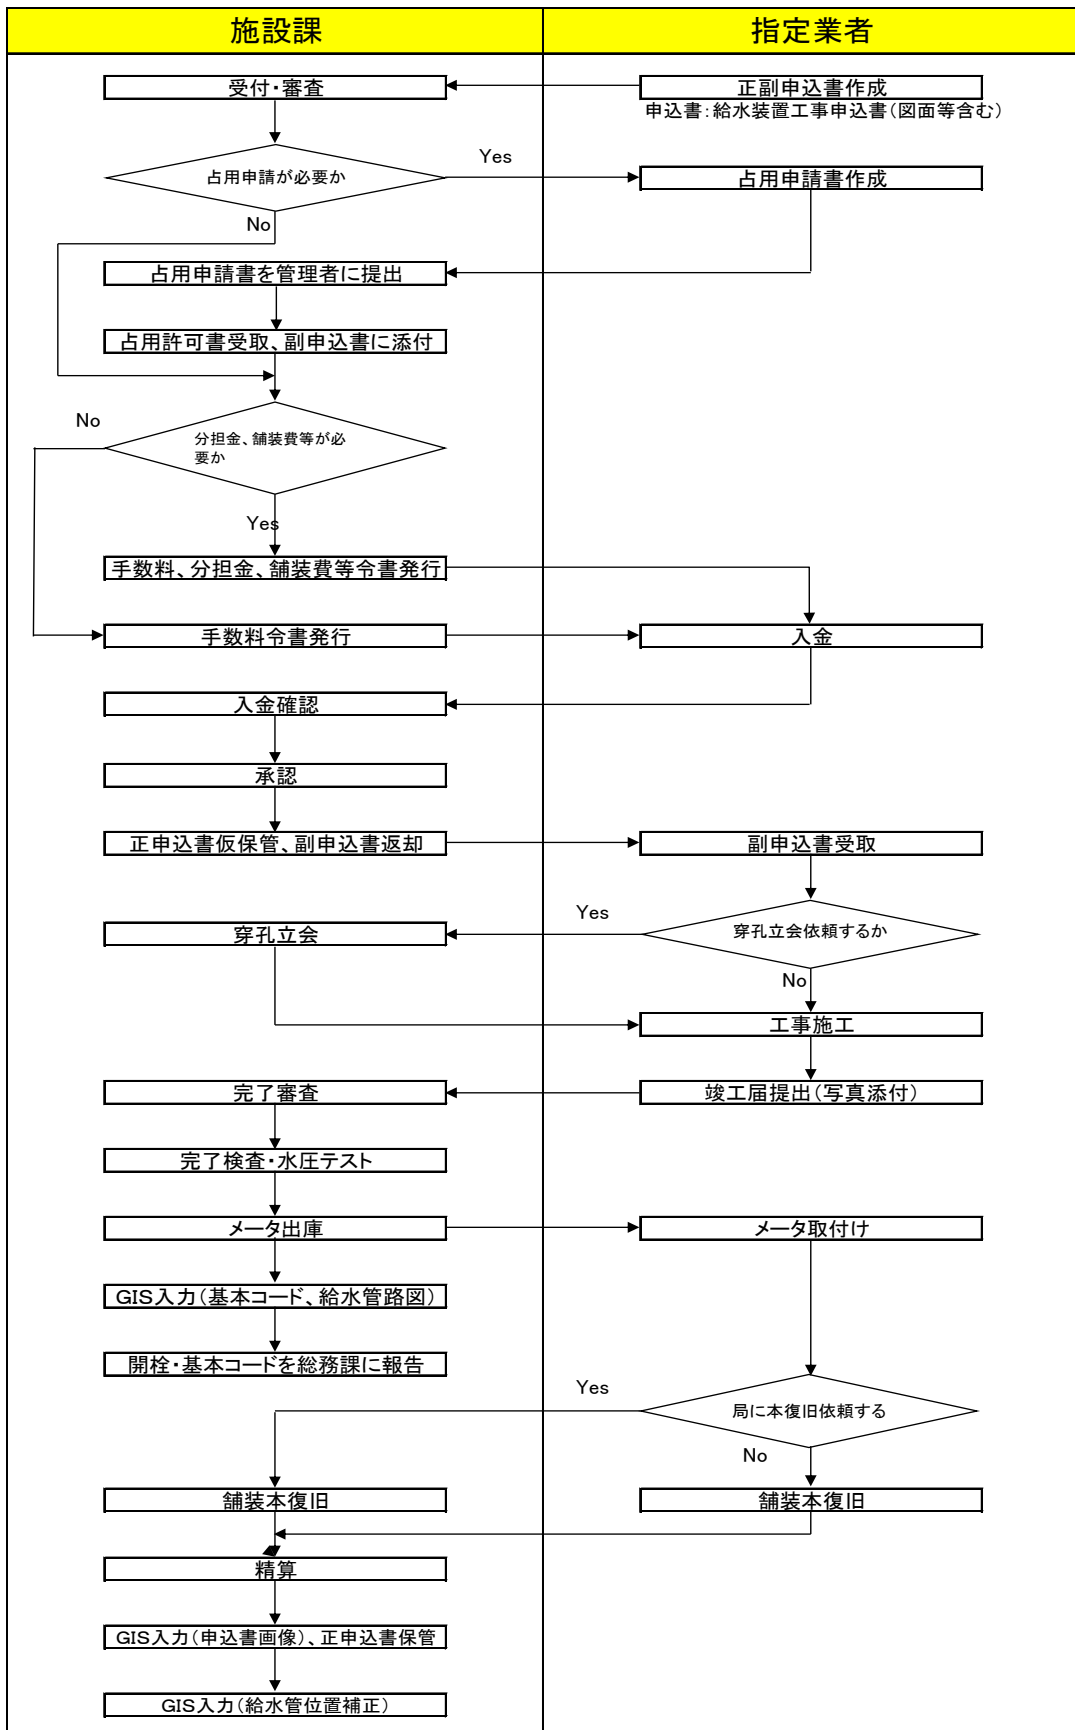 施設課
指定業者
受付・審査
正副申込書作成
申込書:給水装置工事申込書(図面等含む)
占用申請が必要か
Yes
占用申請書作成
No
占用申請書を管理者に提出
占用許可書受取、副申込書に添付
No
分担金、舗装費等が必
要か
Yes
手数料、分担金、舗装費等令書発行
手数料令書発行
入金
入金確認
承認
正申込書仮保管、副申込書返却
副申込書受取
Yes
穿孔立会
穿孔立会依頼するか
No
工事施工
完了審査
竣工届提出(写真添付)
完了検査・水圧テスト
メータ出庫
メータ取付け
GIS入力(基本コード、給水管路図)
開栓・基本コードを総務課に報告
Yes
局に本復旧依頼する
No
舗装本復旧
舗装本復旧
精算
GIS入力(申込書画像)、正申込書保管
GIS入力(給水管位置補正)